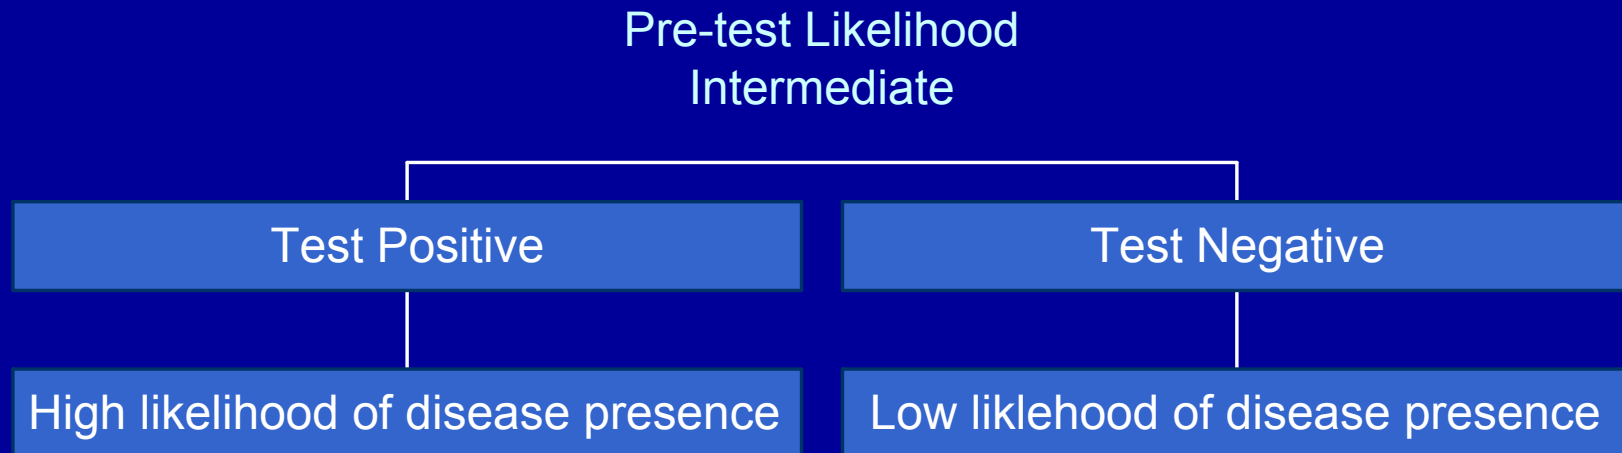 Pre-test Likelihood
Intermediate
Test Positive
Test Negative
High likelihood of disease presence
Low liklehood of disease presence